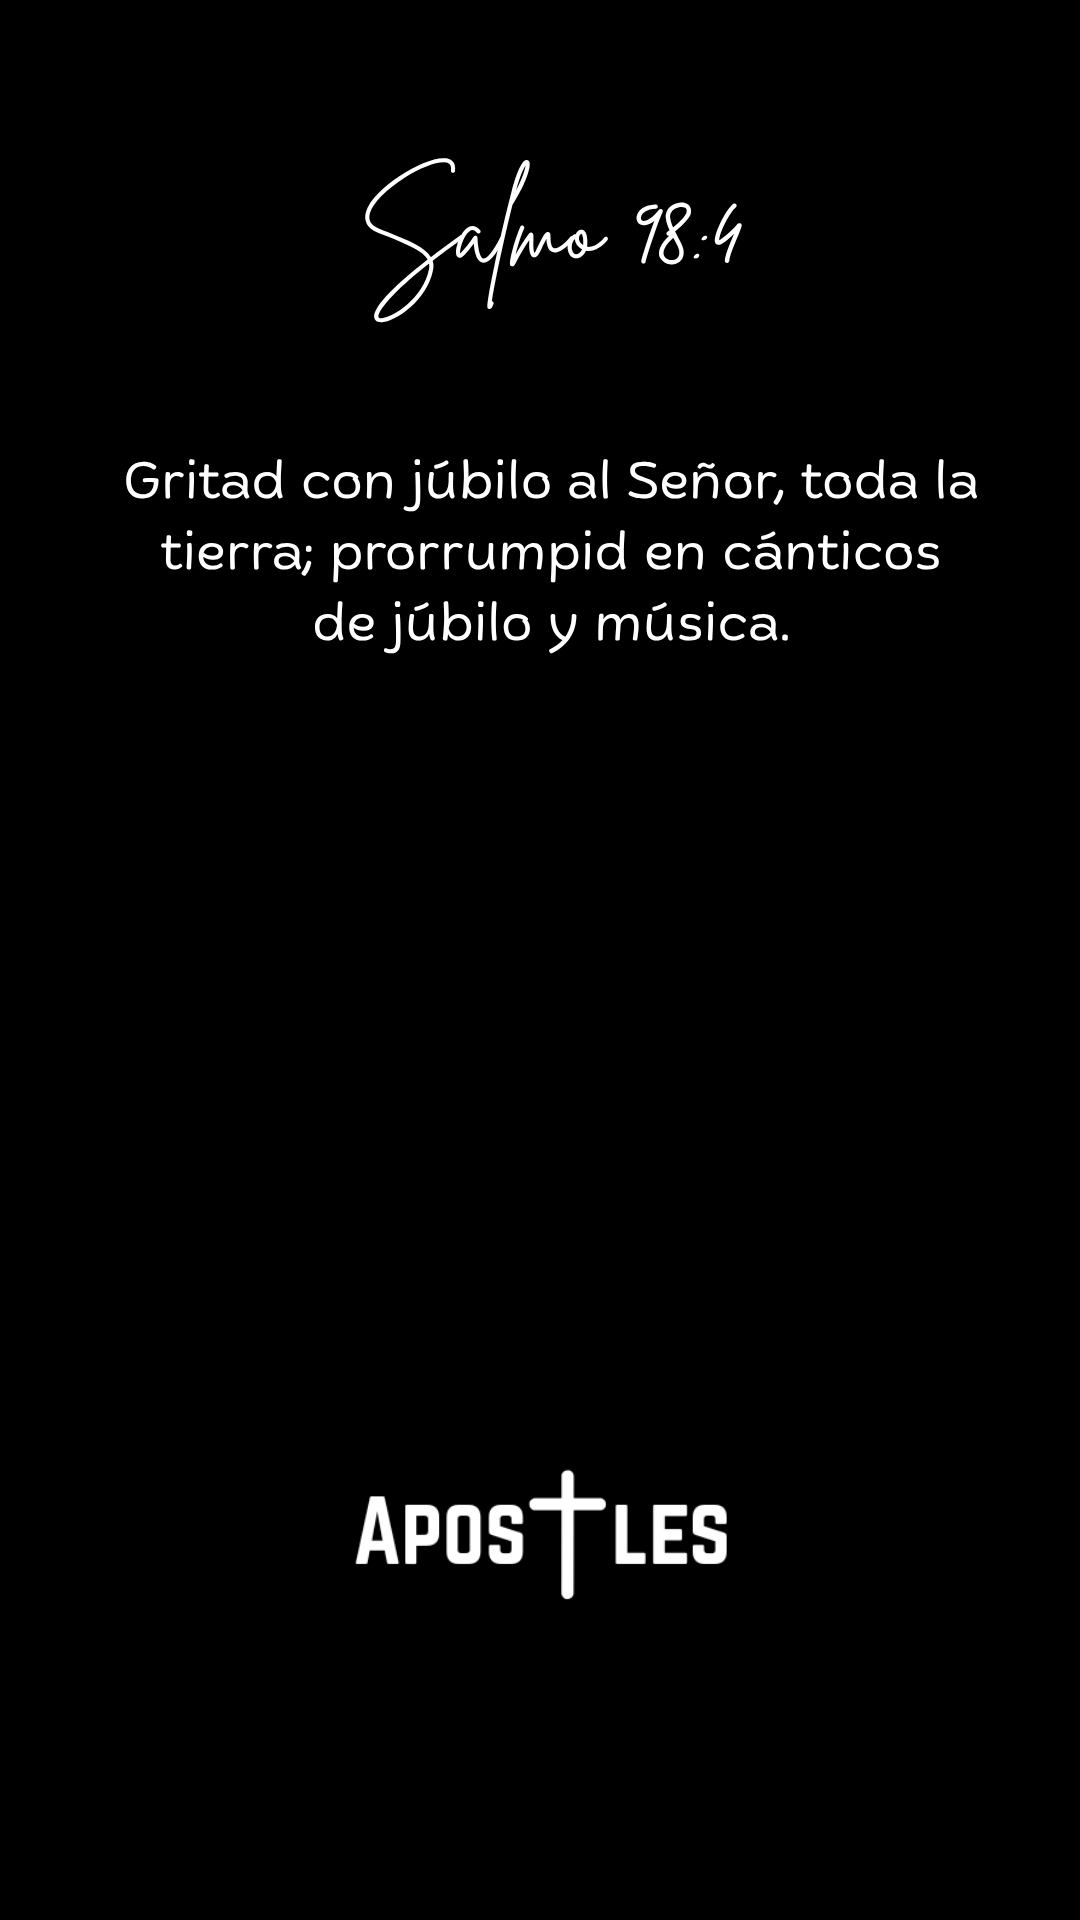 Salmo 98:4
Gritad con júbilo al Señor, toda la
tierra; prorrumpid en cánticos
de júbilo y música.
APOSTLES